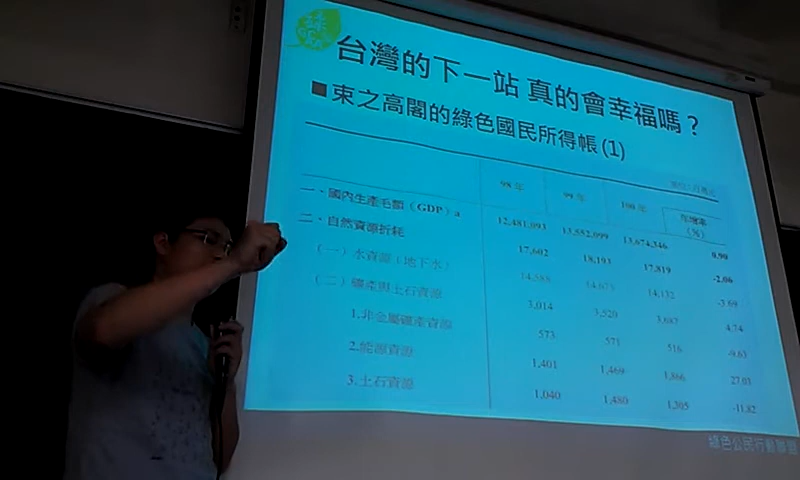 綠
台灣的下一站 真的會幸福嗎？
■束之高閣的綠色國民所得帳(1)
98年 99年 100年 增率(%)
一、國內生產毛額（GDP）a 12,481,093 13,552,099 13,674,346 0.90
二、自然資源折耗 17,602 18,193 17,819 -2.06
（一）水資源（地下水） 14,588 14,673 14,132 -3.69
（二）礦產與土石資源 3,014 3,520 3,687 4.74
1.非金屬礦產資源 573 571 516 -9.63
2.能源資源 1,401 1,469 1,866 27.03
3.土石資源 1,040 1,480 1,305 -11.82
綠色公民行動聯盟